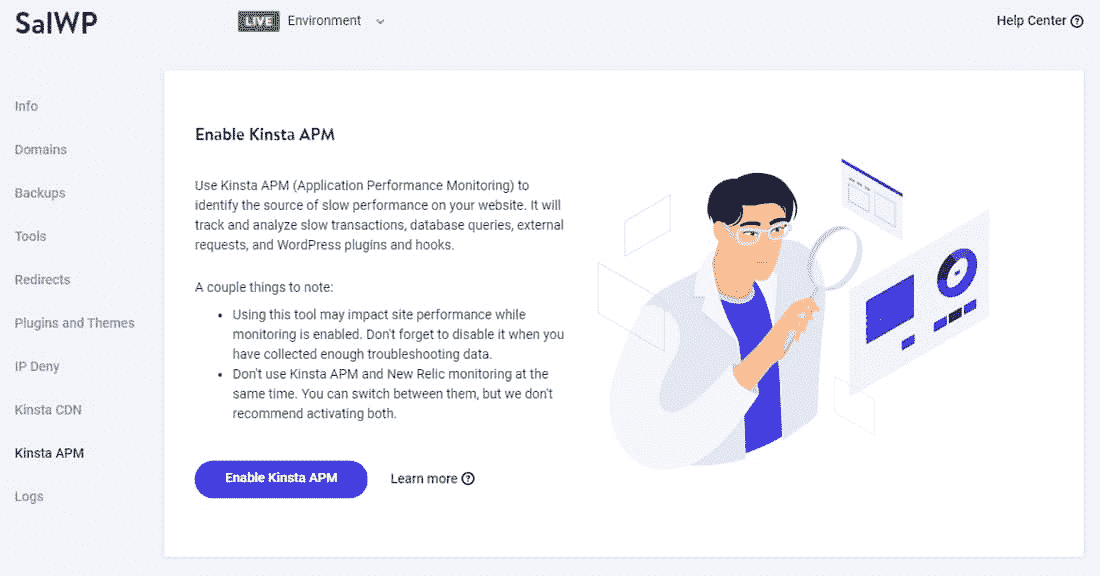 SalWP
LIVE Environment
Help Center
Info
Domains
Backups
Tools
Redirects
Plugins and Themes
IP Deny
Kinsta CDN
Kinsta APM
Logs
Enable Kinsta APM
Use Kinsta APM (Application Performance Monitoring) to
identify the source of slow performance on your website. It will
track and analyze slow transactions, database queries, external
requests, and WordPress plugins and hooks.
A couple things to note:
• Using this tool may impact site performance while
monitoring is enabled. Don't forget to disable it when you
have collected enough troubleshooting data.
• Don't use Kinsta APM and New Relic monitoring at the
same time. You can switch between them, but we don't
recommend activating both.
Enable Kinsta APM
Learn more